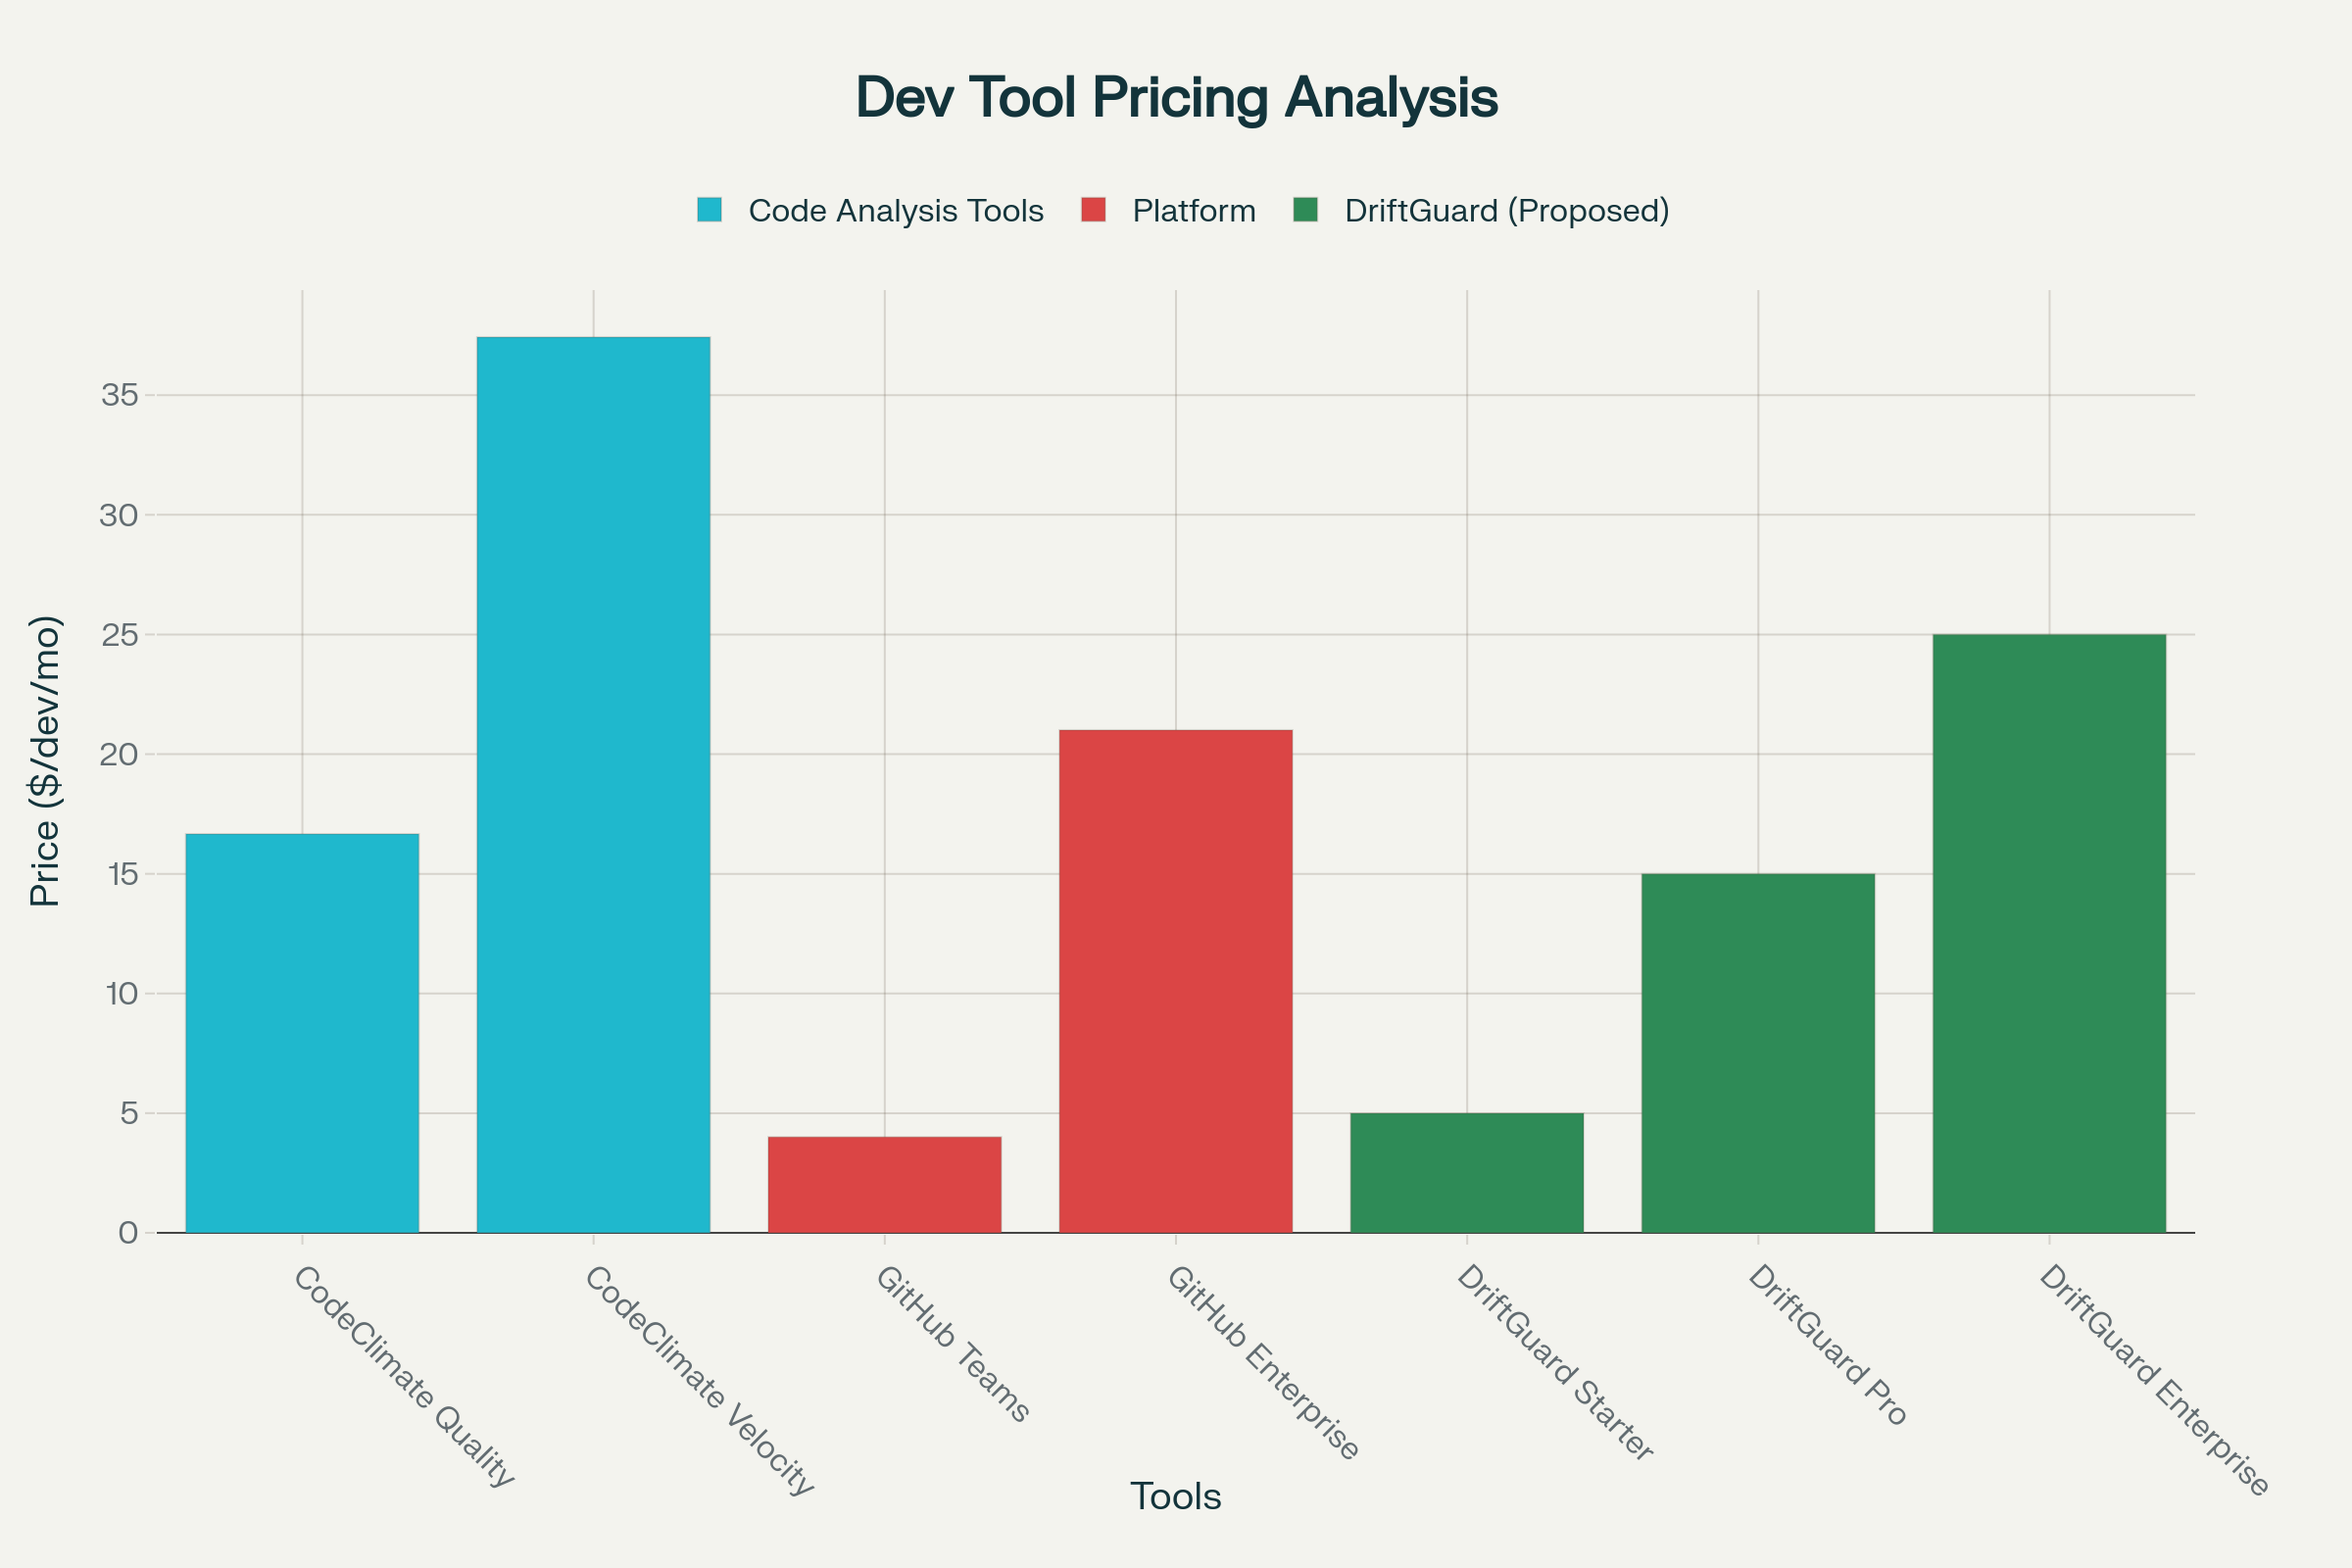 Dev Tool Pricing Analysis
Code Analysis Tools
Platform
DriftGuard (Proposed)
Price ($/dev/mo)
35
30
25
20
15
10
5
0
CodeClimate Quality
CodeClimate Velocity
GitHub Teams
GitHub Enterprise
DriftGuard Starter
DriftGuard Pro
DriftGuard Enterprise
Tools